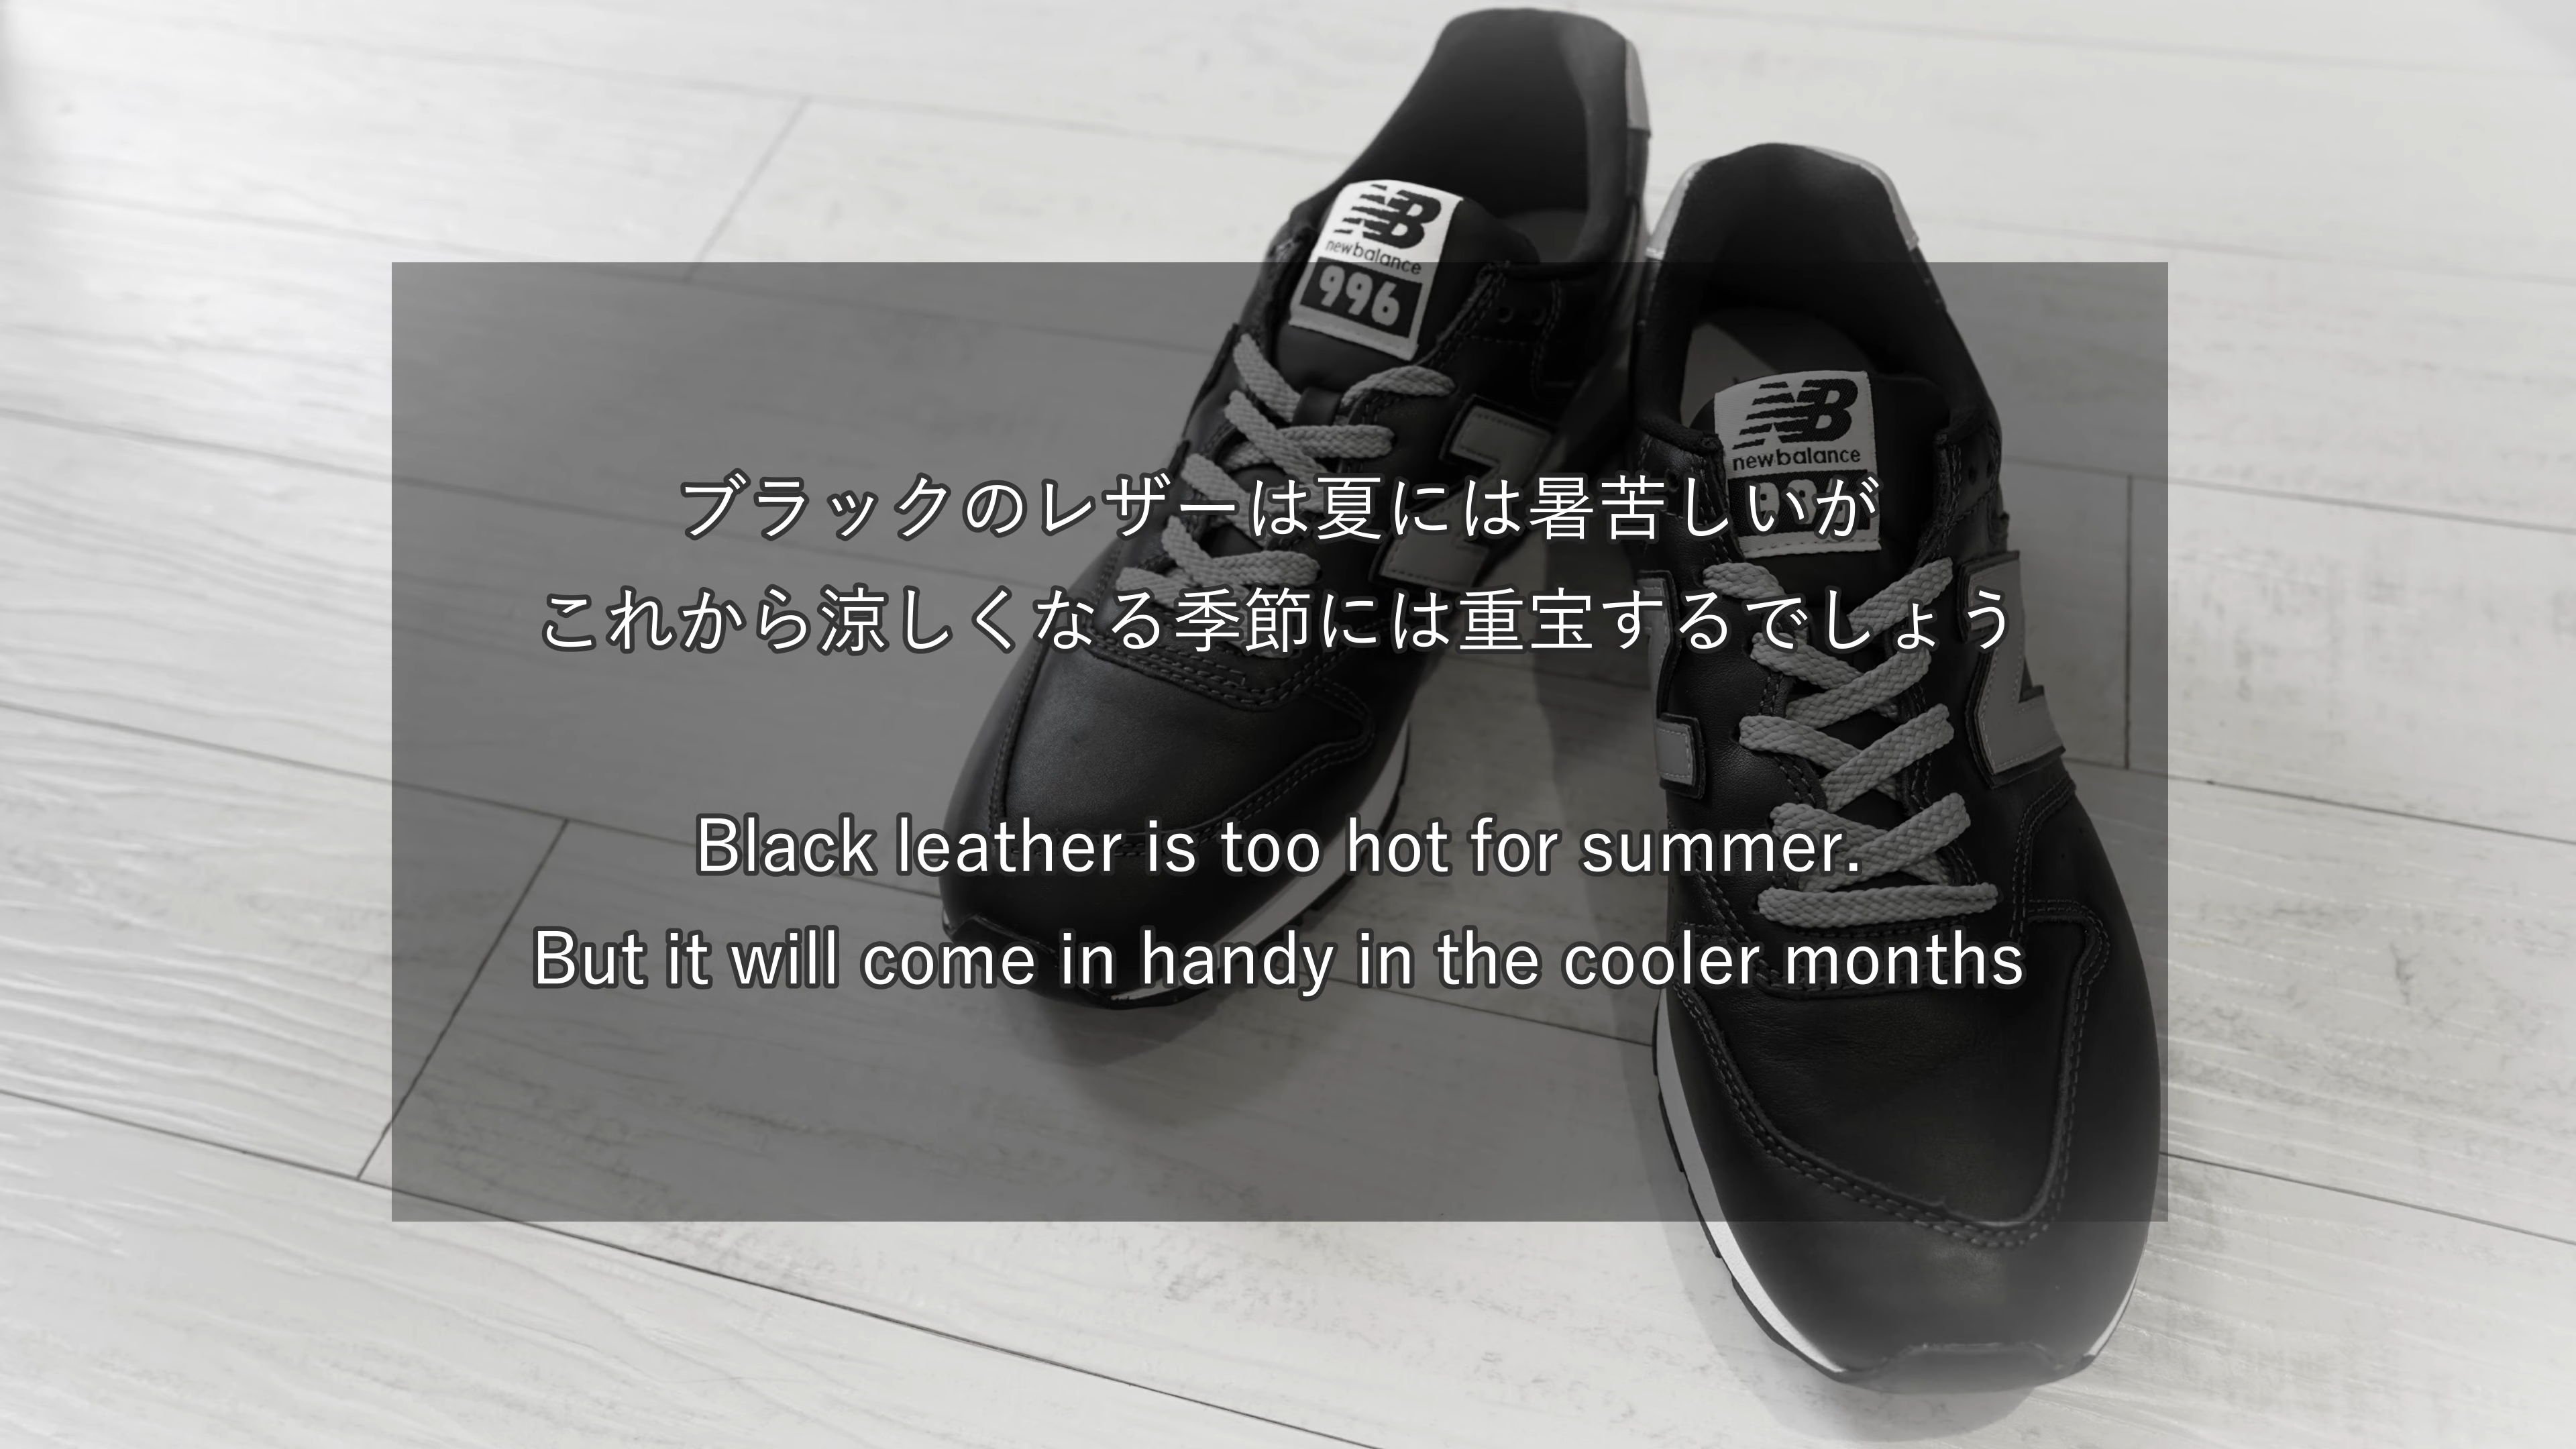 NB
newbalance
996
NB
newbalance
ブラックのレザーは夏には暑苦しいが
これから涼しくなる季節には重宝するでしょう
Black leather is too hot for summer.
But it will come in handy in the cooler months